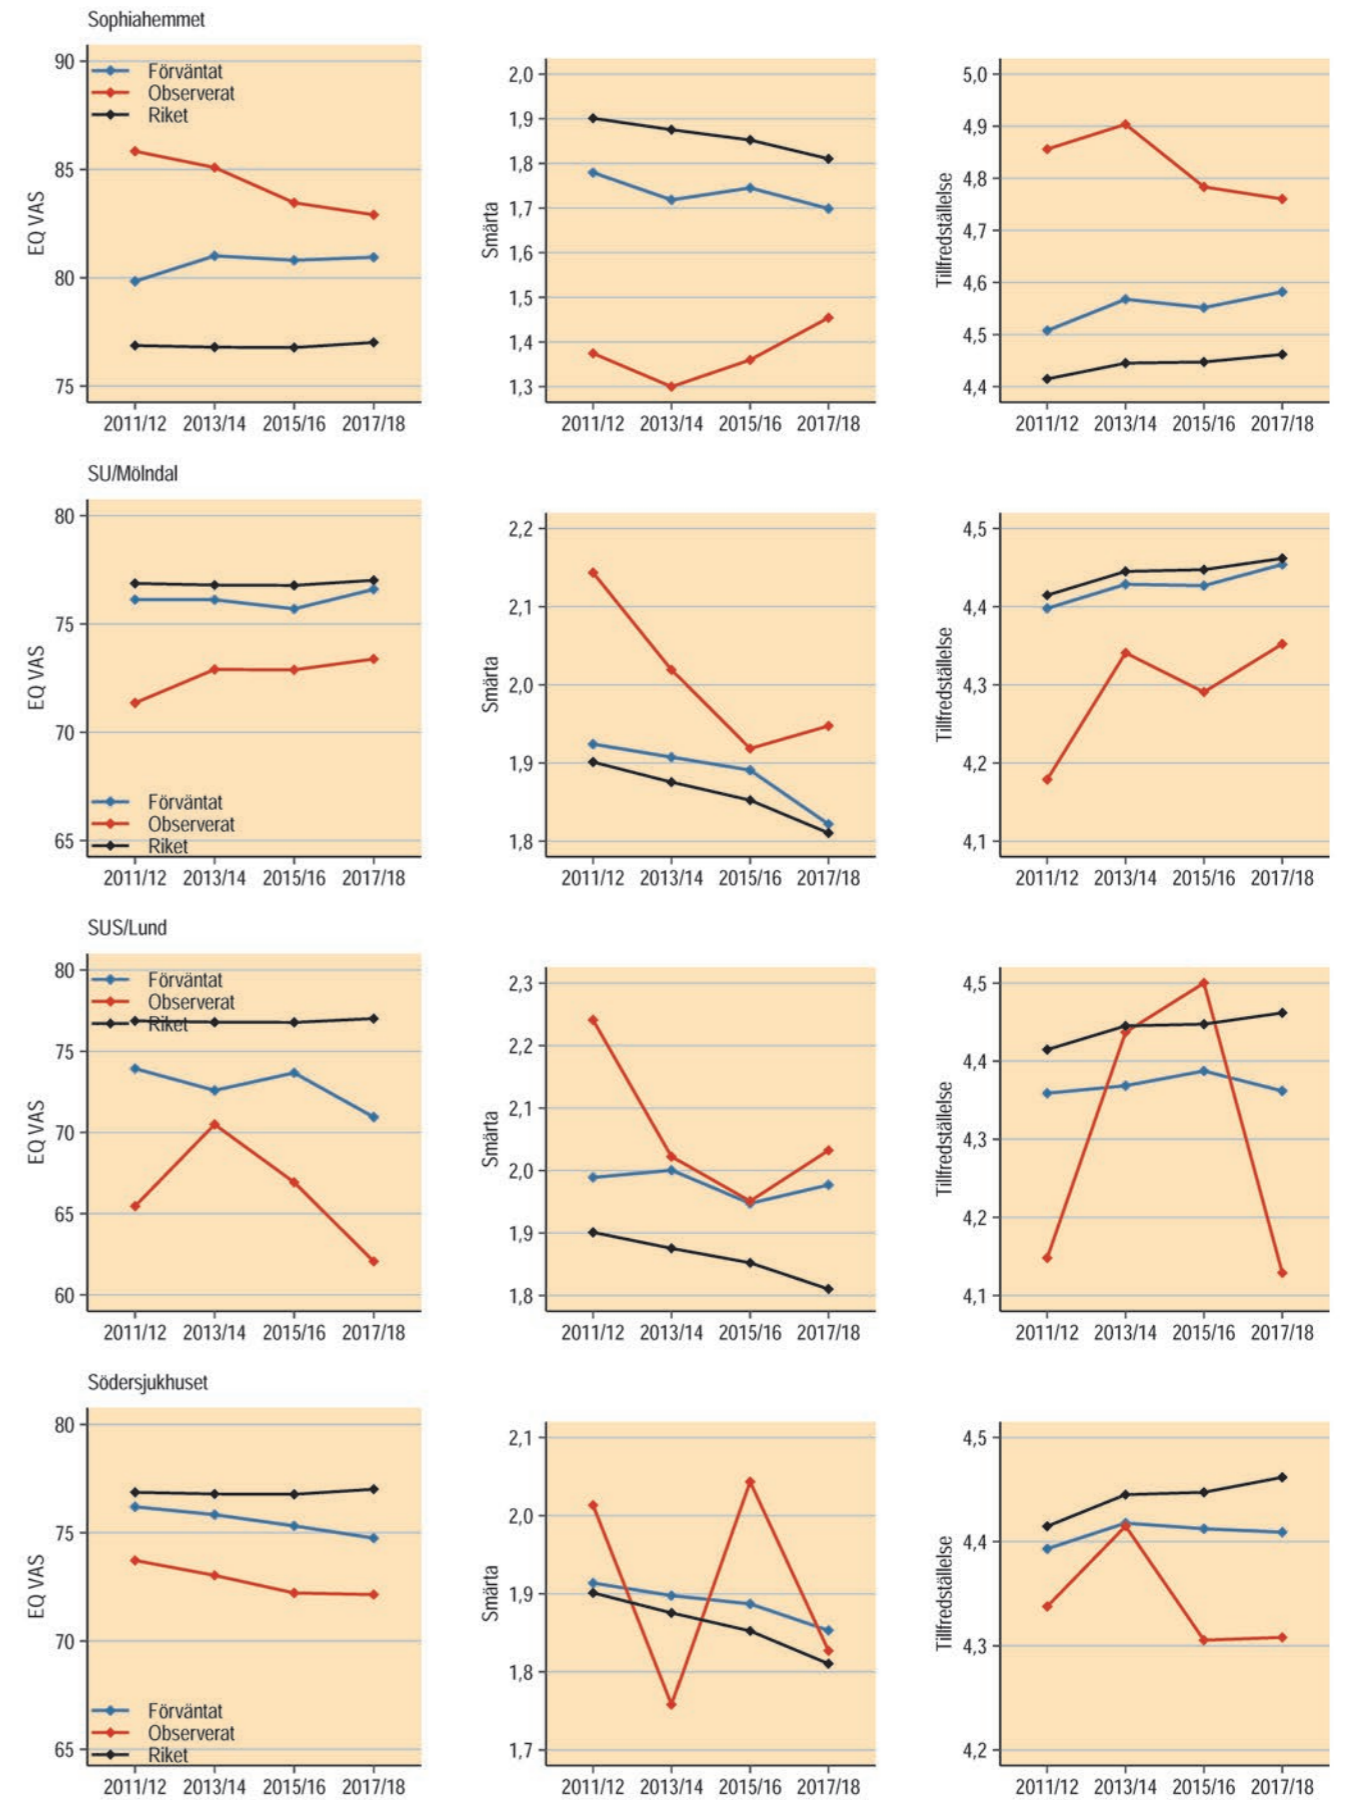 Sophiahemmet
90
85
80
75
EQ VAS
Förväntat
Observerat
Riket
2011/12 2013/14 2015/16 2017/18
2,0
1,9
1,8
1,7
1,6
1,5
1,4
1,3
Smärta
2011/12 2013/14 2015/16 2017/18
5,0
4,9
4,8
4,7
4,6
4,5
4,4
Tillfredställelse
2011/12 2013/14 2015/16 2017/18
SU/Mölndal
80
75
70
65
EQ VAS
Förväntat
Observerat
Riket
2011/12 2013/14 2015/16 2017/18
2,2
2,1
2,0
1,9
1,8
Smärta
2011/12 2013/14 2015/16 2017/18
4,5
4,4
4,3
4,2
4,1
Tillfredställelse
2011/12 2013/14 2015/16 2017/18
SUS/Lund
80
75
70
65
60
EQ VAS
Förväntat
Observerat
Riket
2011/12 2013/14 2015/16 2017/18
2,3
2,2
2,1
2,0
1,9
1,8
Smärta
2011/12 2013/14 2015/16 2017/18
4,5
4,4
4,3
4,2
4,1
Tillfredställelse
2011/12 2013/14 2015/16 2017/18
Södersjukhuset
80
75
70
65
EQ VAS
Förväntat
Observerat
Riket
2011/12 2013/14 2015/16 2017/18
2,1
2,0
1,9
1,8
1,7
Smärta
2011/12 2013/14 2015/16 2017/18
4,5
4,4
4,3
4,2
Tillfredställelse
2011/12 2013/14 2015/16 2017/18